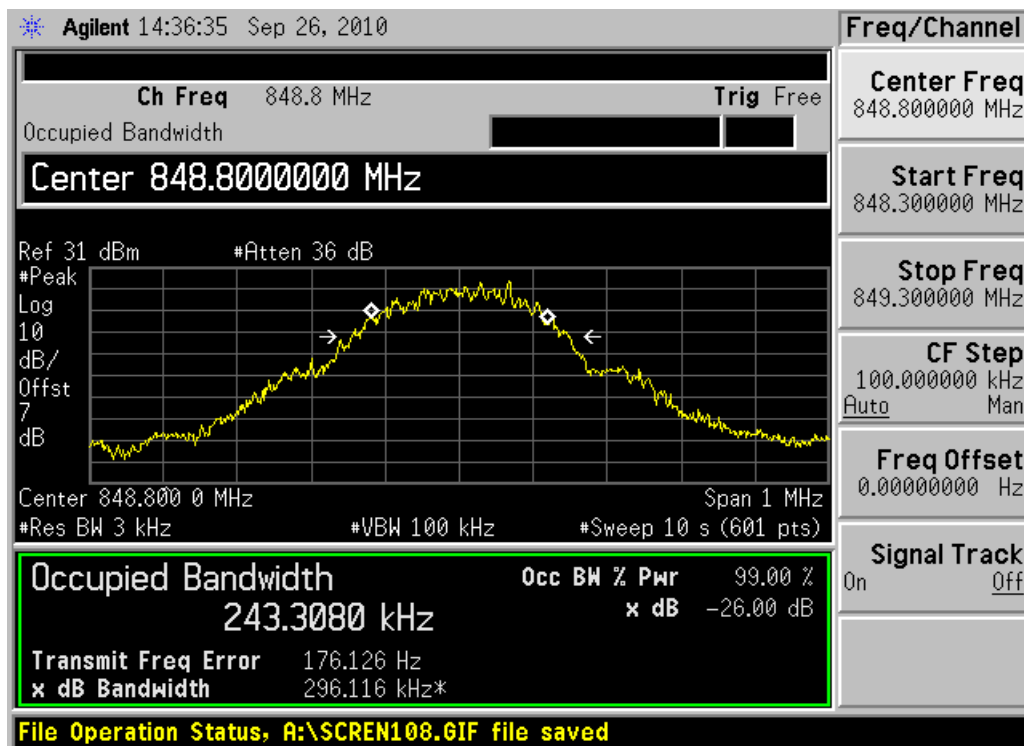 Agilent 14:36:35 Sep 26, 2010
Freq/Channel
Ch Freq 848.8 MHz
Trig Free
Occupied Bandwidth
Center 848.8000000 MHz
Ref 31 dBm
#Atten 36 dB
#Peak
Log
10
dB/
Offst
7
dB
Center 848.800 0 MHz
Span 1 MHz
#Res BW 3 kHz
#VBW 100 kHz
#Sweep 10 s (601 pts)
Occupied Bandwidth
243.3080 kHz
Occ BW % Pwr 99.00 %
x dB -26.00 dB
Transmit Freq Error 176.126 Hz
x dB Bandwidth 296.116 kHz*
File Operation Status, A:\SCREN108.GIF file saved
Center Freq
848.800000 MHz
Start Freq
848.300000 MHz
Stop Freq
849.300000 MHz
CF Step
100.000000 kHz
Auto Man
Freq Offset
0.00000000 Hz
Signal Track
On Off